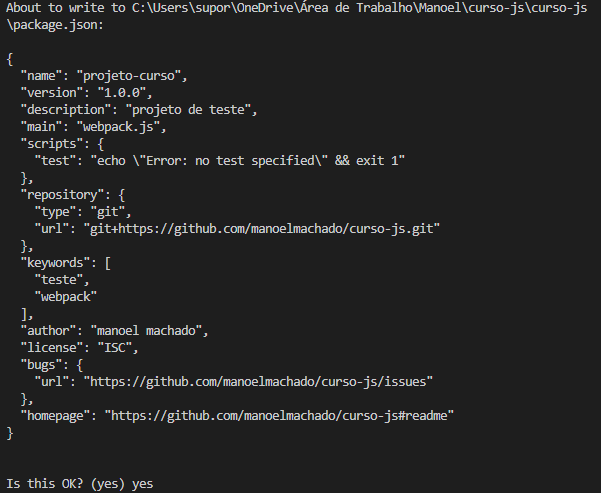 About to write to C:\Users\supor\OneDrive\Área de Trabalho\Manoel\curso-js\curso-js
\package.json:

{
  "name": "projeto-curso",
  "version": "1.0.0",
  "description": "projeto de teste",
  "main": "webpack.js",
  "scripts": {
    "test": "echo \"Error: no test specified\" && exit 1"
  },
  "repository": {
    "type": "git",
    "url": "git+https://github.com/manoelmachado/curso-js.git"
  },
  "keywords": [
    "teste",
    "webpack"
  ],
  "author": "manoel machado",
  "license": "ISC",
  "bugs": {
    "url": "https://github.com/manoelmachado/curso-js/issues"
  },
  "homepage": "https://github.com/manoelmachado/curso-js#readme"
}

Is this OK? (yes) yes